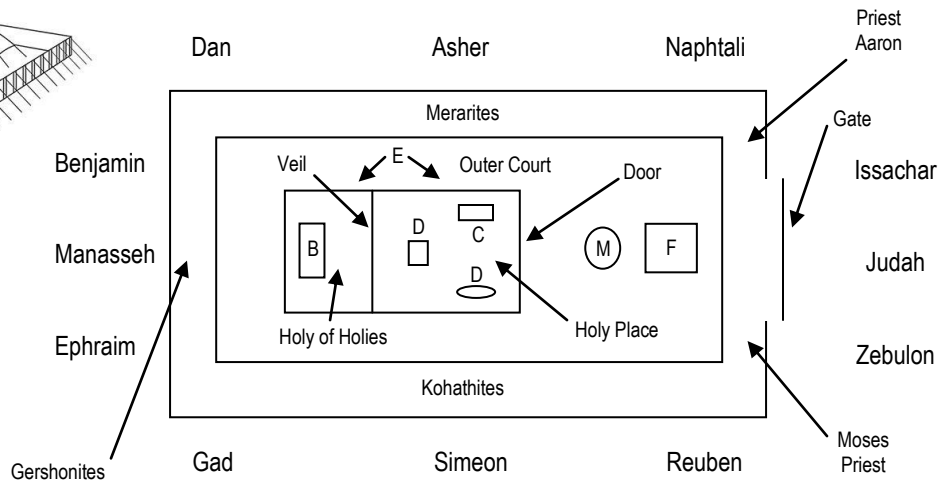 Priest
Aaron
Dan
Asher
Naphtali
Merarites
Gate
Benjamin
Veil
E
Outer Court
Door
Issachar
D
C
B
M
F
Manasseh
Judah
D
Holy of Holies
Holy Place
Ephraim
Zebulon
Kohathites
Moses
Priest
Gershonites
Gad
Simeon
Reuben